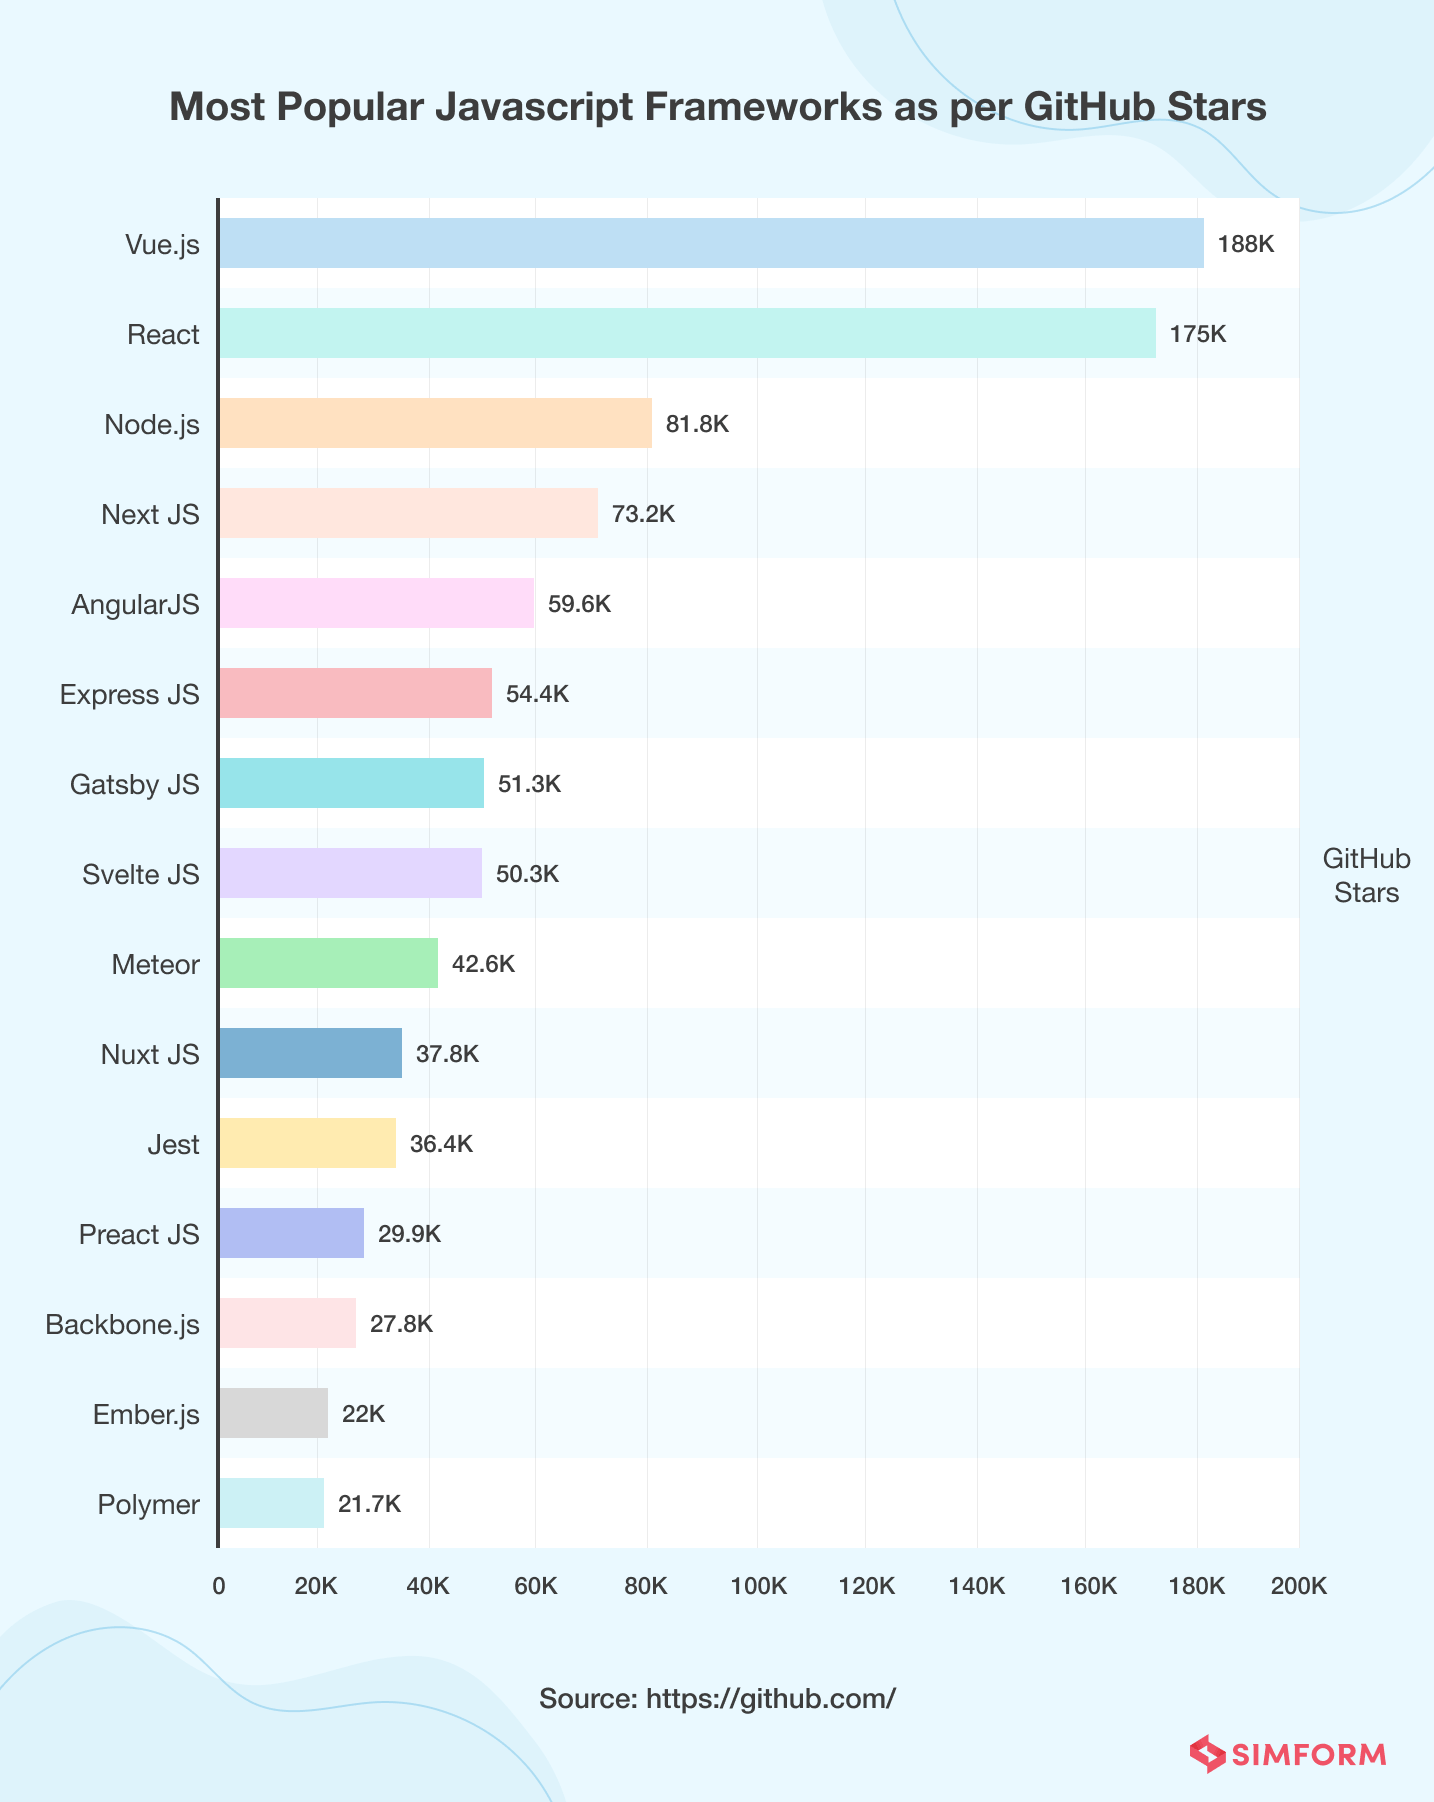 Most Popular Javascript Frameworks as per GitHub Stars
Vue.js 188K
React 175K
Node.js 81.8K
Next JS 73.2K
AngularJS 59.6K
Express JS 54.4K
Gatsby JS 51.3K
Svelte JS 50.3K
GitHub
Stars
Meteor 42.6K
Nuxt JS 37.8K
Jest 36.4K
Preact JS 29.9K
Backbone.js 27.8K
Ember.js 22K
Polymer 21.7K
0 20K 40K 60K 80K 100K 120K 140K 160K 180K 200K
Source: https://github.com/
SIMFORM